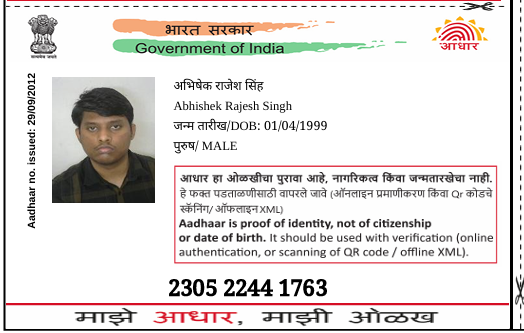 भारत सरकार
Government of India
आधार
Aadhaar no. issued: 29/09/2012
अभिषेक राजेश सिंह
Abhishek Rajesh Singh
जन्म तारीख/DOB: 01/04/1999
पुरुष/ MALE
आधार हा ओळखीचा पुरावा आहे, नागरिकत्व किंवा जन्मतारखेचा नाही.
हे फक्त पडताळणीसाठी वापरले जावे (ऑनलाइन प्रमाणीकरण किंवा Qr कोडचे
स्कॅनिंग/ ऑफलाइन XML)
Aadhaar is proof of identity, not of citizenship
or date of birth. It should be used with verification (online
authentication, or scanning of QR code / offline XML).
2305 2244 1763
माझे आधार, माझी ओळख